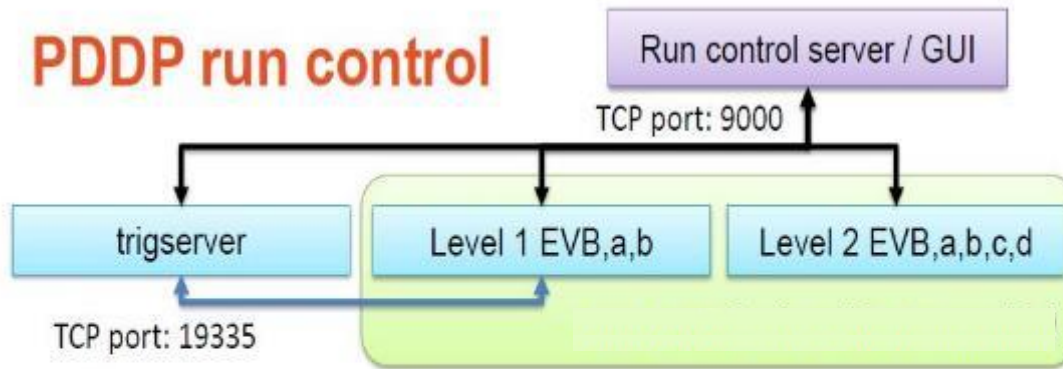 PDDP run control
Run control server / GUI
TCP port: 9000
trigserver
Level 1 EVB,a,b
Level 2 EVB,a,b,c,d
TCP port: 19335